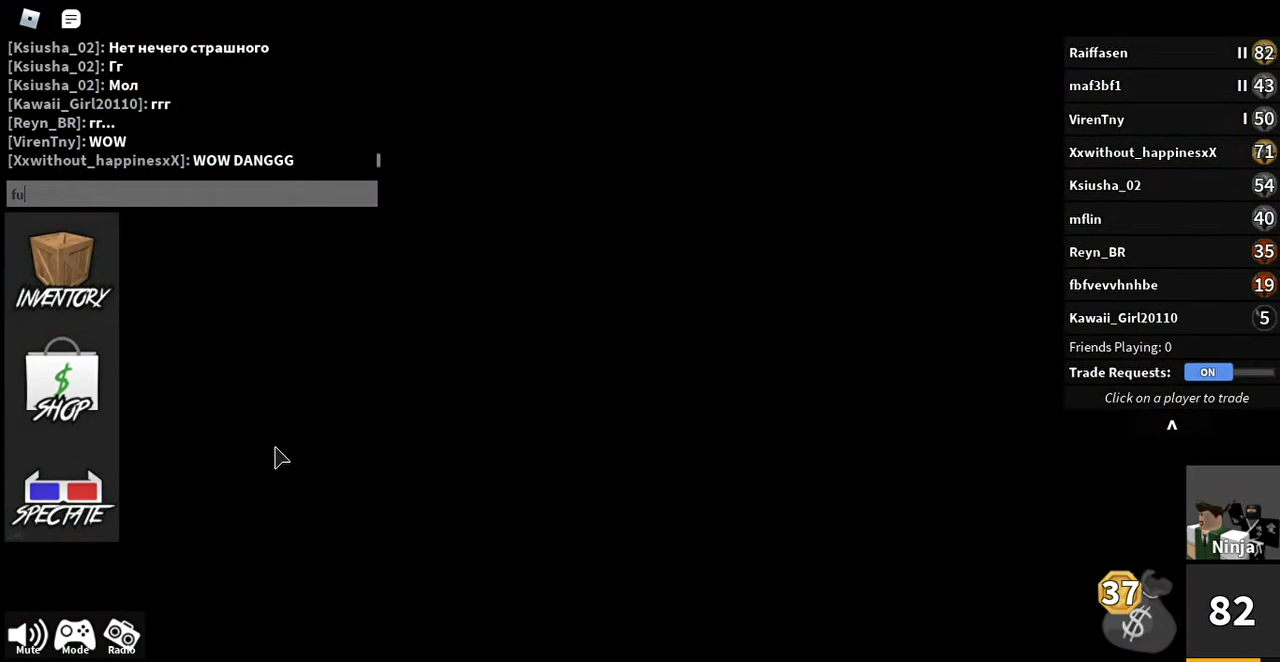 [Ksiusha_02]: Нет нечего страшного
[Ksiusha_02]: Гг
[Ksiusha_02]: Мол
[Kawaii_Girl20110]: ггг
[Reyn_BR]: гг...
[VirenTny]: WOW
[XxwithouT_happinesxX]: WOW DANGGG
fu
INVENTORY
$
SHOP
SPECTATE
Mute
Mode
Radio
Raiffasen II 82
maf3bf1 II 43
VirenTny I 50
Xxwithout_happinesxX 71
Ksiusha_02 54
mflin 40
Reyn_BR 35
fbfvevvhnhbe 19
Kawaii_Girl20110 5
Friends Playing: 0
Trade Requests: ON
Click on a player to trade
^
Ninja
37
$
82